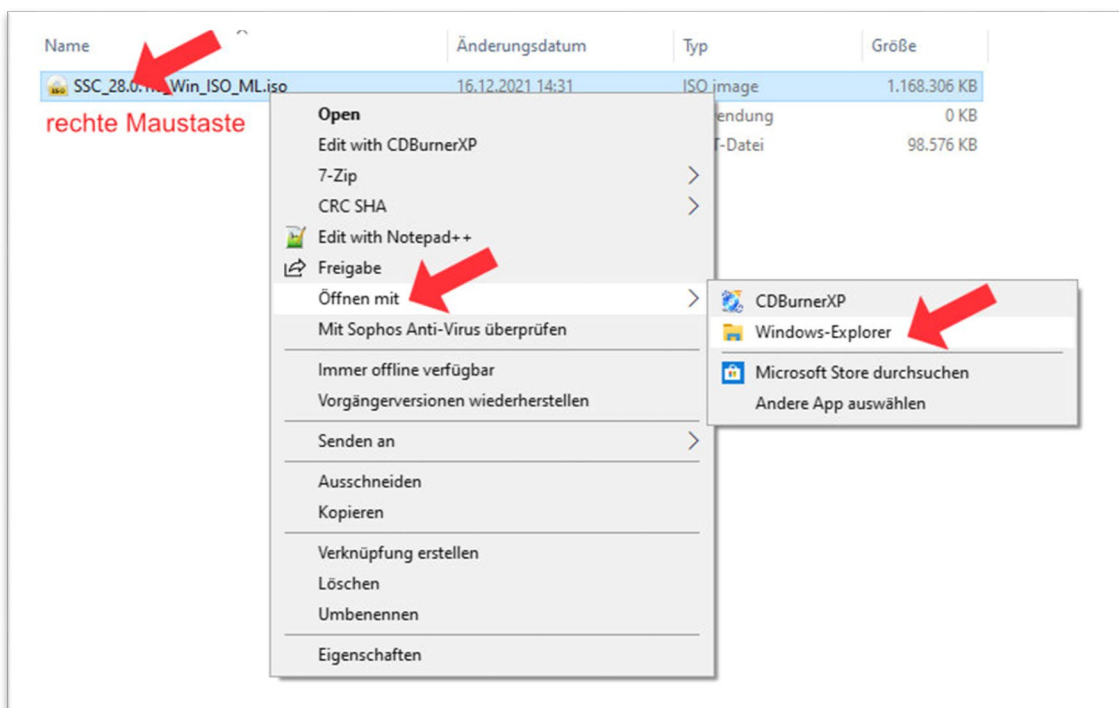 Name Änderungsdatum Typ Größe
SSC_28.0. Win_ISO_ML.iso 16.12.2021 14:31 ISO image 1.168.306 KB
rechte Maustaste
endung 0 KB
-Datei 98.576 KB
Open
Edit with CDBurnerXP
7-Zip
CRC SHA
Edit with Notepad++
Freigabe
Öffnen mit
Mit Sophos Anti-Virus überprüfen
Immer offline verfügbar
Vorgängerversionen wiederherstellen
Senden an
Ausschneiden
Kopieren
Verknüpfung erstellen
Löschen
Umbenennen
Eigenschaften
CDBurnerXP
Windows-Explorer
Microsoft Store durchsuchen
Andere App auswählen